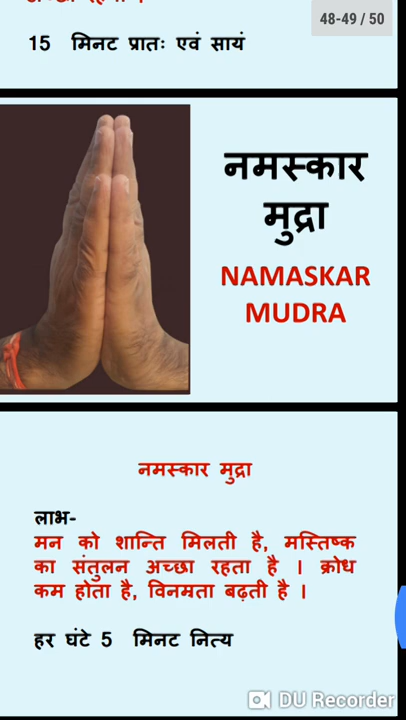 48-49 / 50
15 मिनट प्रातः एवं सायं
नमस्कार
मुद्रा
NAMASKAR
MUDRA
नमस्कार मुद्रा
लाभ-
मन को शान्ति मिलती है, मस्तिष्क
का संतुलन अच्छा रहता है । क्रोध
कम होता है, विनम्रता बढ़ती है ।
हर घंटे 5 मिनट नित्य
DU Recorder